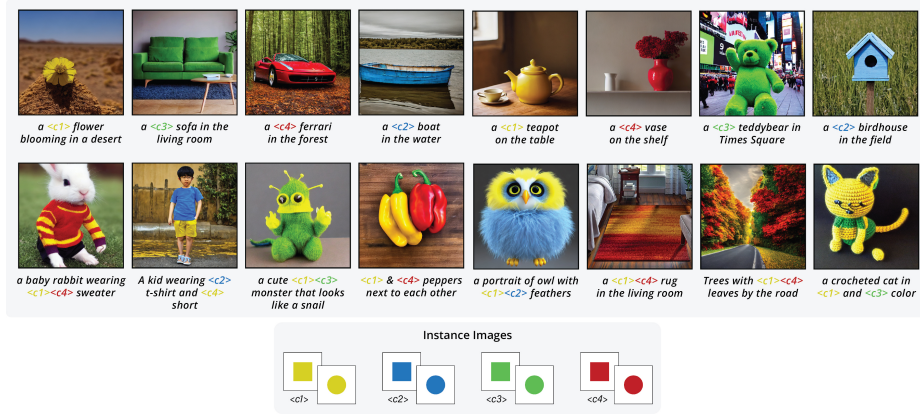 a <c1> flower
blooming in a desert
a <c3> sofa in the
living room
a <c4> ferrari
in the forest
a <c2> boat
in the water
a <c1> teapot
on the table
a <c4> vase
on the shelf
a <c3> teddybear in
Times Square
a <c2> birdhouse
in the field
a baby rabbit wearing
<c1><c4> sweater
A kid wearing <c2>
t-shirt and <c4>
short
a cute <c1><c3>
monster that looks
like a snail
<c1> & <c4> peppers
next to each other
a portrait of owl with
<c1><c2> feathers
a <c1><c4> rug
in the living room
Trees with <c1><c4>
leaves by the road
a crocheted cat in
<c1> and <c3> color
Instance Images
<c1>
<c2>
<c3>
<c4>